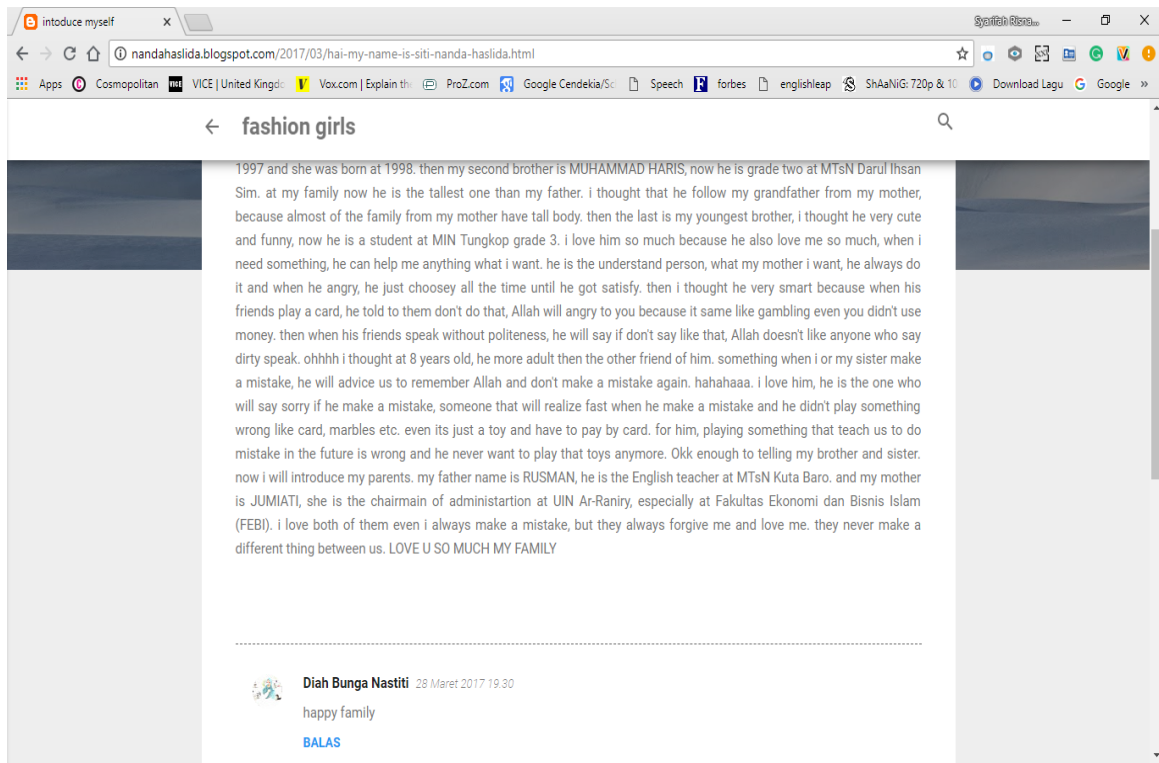 intoduce myself
Syarifah Risna...
nandahaslida.blogspot.com/2017/03/hai-my-name-is-siti-nanda-haslida.html
Apps Cosmopolitan VICE | United Kingdo Vox.com | Explain the ProZ.com Google Cendekia/Sc Speech forbes englishleap ShAaNiG: 720p & 10 Download Lagu Google »
fashion girls
1997 and she was born at 1998. then my second brother is MUHAMMAD HARIS, now he is grade two at MTsN Darul Ihsan
Sim. at my family now he is the tallest one than my father. i thought that he follow my grandfather from my mother,
because almost of the family from my mother have tall body. then the last is my youngest brother, i thought he very cute
and funny, now he is a student at MIN Tungkop grade 3. i love him so much because he also love me so much, when i
need something, he can help me anything what i want. he is the understand person, what my mother i want, he always do
it and when he angry, he just choosey all the time until he got satisfy. then i thought he very smart because when his
friends play a card, he told to them don't do that, Allah will angry to you because it same like gambling even you didn't use
money. then when his friends speak without politeness, he will say if don't say like that, Allah doesn't like anyone who say
dirty speak. ohhhh i thought at 8 years old, he more adult then the other friend of him. something when i or my sister make
a mistake, he will advice us to remember Allah and don't make a mistake again. hahahaaa. i love him, he is the one who
will say sorry if he make a mistake, someone that will realize fast when he make a mistake and he didn't play something
wrong like card, marbles etc. even its just a toy and have to pay by card. for him, playing something that teach us to do
mistake in the future is wrong and he never want to play that toys anymore. Okk enough to telling my brother and sister.
now i will introduce my parents. my father name is RUSMAN, he is the English teacher at MTsN Kuta Baro. and my mother
is JUMIATI, she is the chairmain of administartion at UIN Ar-Raniry, especially at Fakultas Ekonomi dan Bisnis Islam
(FEBI). i love both of them even i always make a mistake, but they always forgive me and love me. they never make a
different thing between us. LOVE U SO MUCH MY FAMILY
Diah Bunga Nastiti 28 Maret 2017 19.30
happy family
BALAS